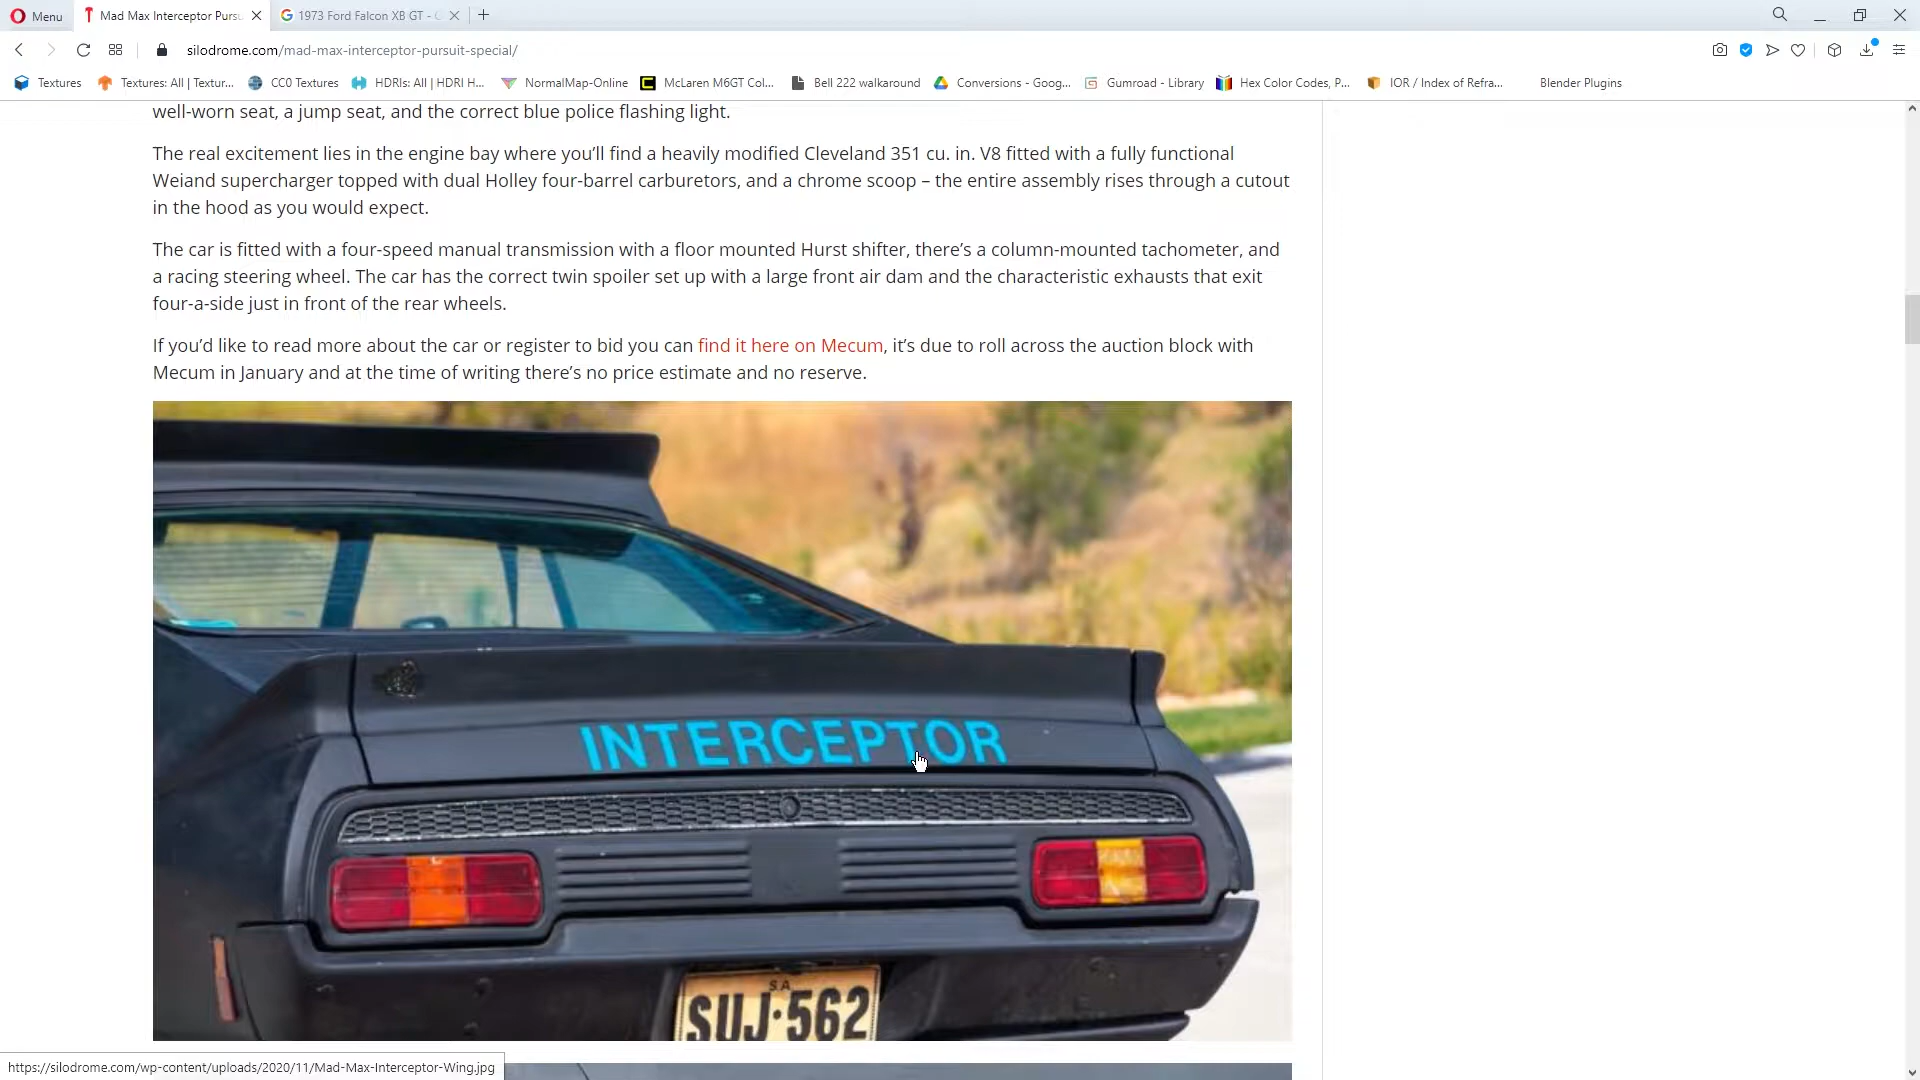 Menu
Mad Max Interceptor Pursu
1973 Ford Falcon XB GT -
silodrome.com/mad-max-interceptor-pursuit-special/
Textures
Textures: All | Textur...
CC0 Textures
HDRIs: All | HDRI H...
NormalMap-Online
McLaren M6GT Col...
Bell 222 walkaround
Conversions - Goog...
Gumroad - Library
Hex Color Codes, P...
IOR / Index of Refra...
Blender Plugins
well-worn seat, a jump seat, and the correct blue police flashing light.
The real excitement lies in the engine bay where you’ll find a heavily modified Cleveland 351 cu. in. V8 fitted with a fully functional
Weiand supercharger topped with dual Holley four-barrel carburetors, and a chrome scoop – the entire assembly rises through a cutout
in the hood as you would expect.
The car is fitted with a four-speed manual transmission with a floor mounted Hurst shifter, there’s a column-mounted tachometer, and
a racing steering wheel. The car has the correct twin spoiler set up with a large front air dam and the characteristic exhausts that exit
four-a-side just in front of the rear wheels.
If you’d like to read more about the car or register to bid you can find it here on Mecum, it’s due to roll across the auction block with
Mecum in January and at the time of writing there’s no price estimate and no reserve.
INTERCEPTOR
S.A.
SUJ·562
https://silodrome.com/wp-content/uploads/2020/11/Mad-Max-Interceptor-Wing.jpg